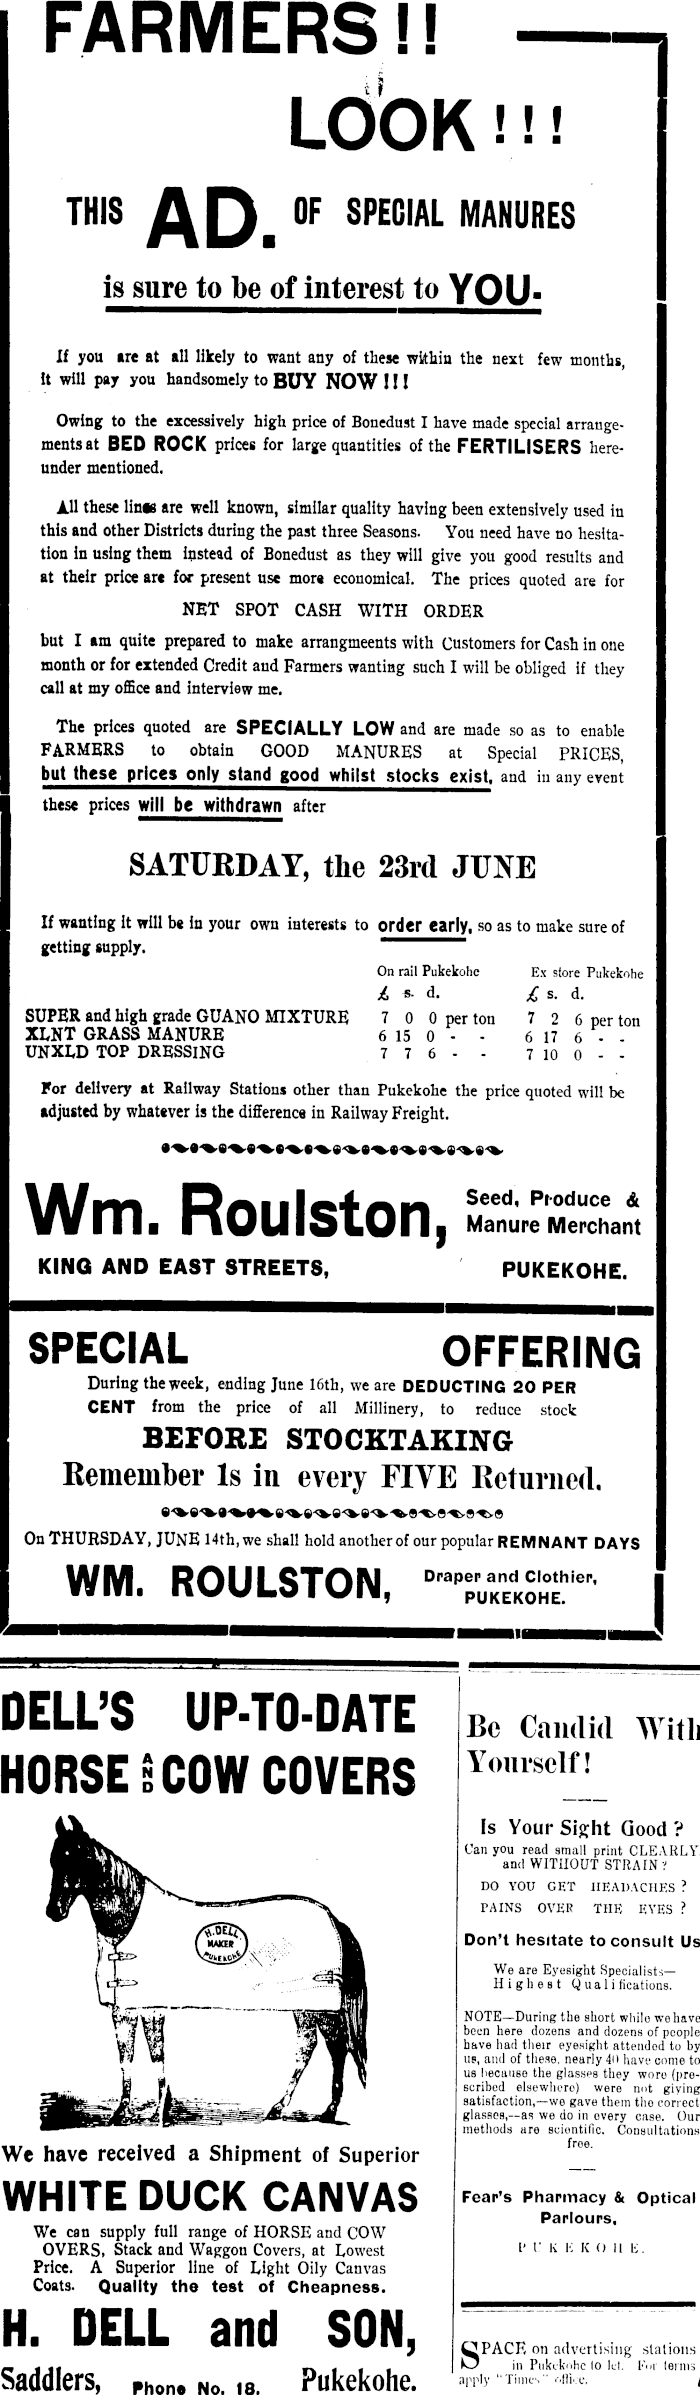 FARMERS!!
LOOK!!!
THIS AD. OF SPECIAL MANURES
is sure to be of interest to YOU.
If you are at all likely to want any of these within the next few months,
it will pay you handsomely to BUY NOW!!!
Owing to the excessively high price of Bonedust I have made special arrange-
ments at BED ROCK prices for large quantities of the FERTILISERS here-
under mentioned.
All these lines are well known, similar quality having been extensively used in
this and other Districts during the past three Seasons. You need have no hesita-
tion in using them instead of Bonedust as they will give you good results and
at their price are for present use more economical. The prices quoted are for
NET SPOT CASH WITH ORDER
but I am quite prepared to make arrangmeents with Customers for Cash in one
month or for extended Credit and Farmers wanting such I will be obliged if they
call at my office and interview me.
The prices quoted are SPECIALLY LOW and are made so as to enable
FARMERS to obtain GOOD MANURES at Special PRICES,
but these prices only stand good whilst stocks exist, and in any event
these prices will be withdrawn after
SATURDAY, the 23rd JUNE
If wanting it will be in your own interests to order early, so as to make sure of
getting supply.
On rail Pukekohe Ex store Pukekohe
£ s. d. £ s. d.
SUPER and high grade GUANO MIXTURE 7 0 0 per ton 7 2 6 per ton
XLNT GRASS MANURE 6 15 0 - - 6 17 6 - -
UNXLD TOP DRESSING 7 7 6 - - 7 10 0 - -
For delivery at Railway Stations other than Pukekohe the price quoted will be
adjusted by whatever is the difference in Railway Freight.
Wm. Roulston, Seed, Produce &
Manure Merchant
KING AND EAST STREETS, PUKEKOHE.
SPECIAL OFFERING
During the week, ending June 16th, we are DEDUCTING 20 PER
CENT from the price of all Millinery, to reduce stock
BEFORE STOCKTAKING
Remember 1s in every FIVE Returned.
On THURSDAY, JUNE 14th, we shall hold another of our popular REMNANT DAYS
WM. ROULSTON, Draper and Clothier,
PUKEKOHE.
DELL'S UP-TO-DATE
HORSE AND COW COVERS
H. DELL
MAKER
PUKEKOHE
We have received a Shipment of Superior
WHITE DUCK CANVAS
We can supply full range of HORSE and COW
OVERS, Stack and Waggon Covers, at Lowest
Price. A Superior line of Light Oily Canvas
Coats. Quality the test of Cheapness.
H. DELL and SON,
Saddlers, Phone No. 18. Pukekohe.
Be Candid With
Yourself!
Is Your Sight Good?
Can you read small print CLEARLY
and WITHOUT STRAIN?
DO YOU GET HEADACHES?
PAINS OVER THE EYES?
Don't hesitate to consult Us
We are Eyesight Specialists—
Highest Qualifications.
NOTE—During the short while we have
been here dozens and dozens of people
have had their eyesight attended to by
us, and of these, nearly 40 have come to
us because the glasses they wore (pre-
scribed elsewhere) were not giving
satisfaction,—we gave them the correct
glasses,—as we do in every case. Our
methods are scientific. Consultations
free.
Fear's Pharmacy & Optical
Parlours,
PUKEKOHE.
SPACE on advertising stations
in Pukekohe to let. For terms
apply "Times" office.